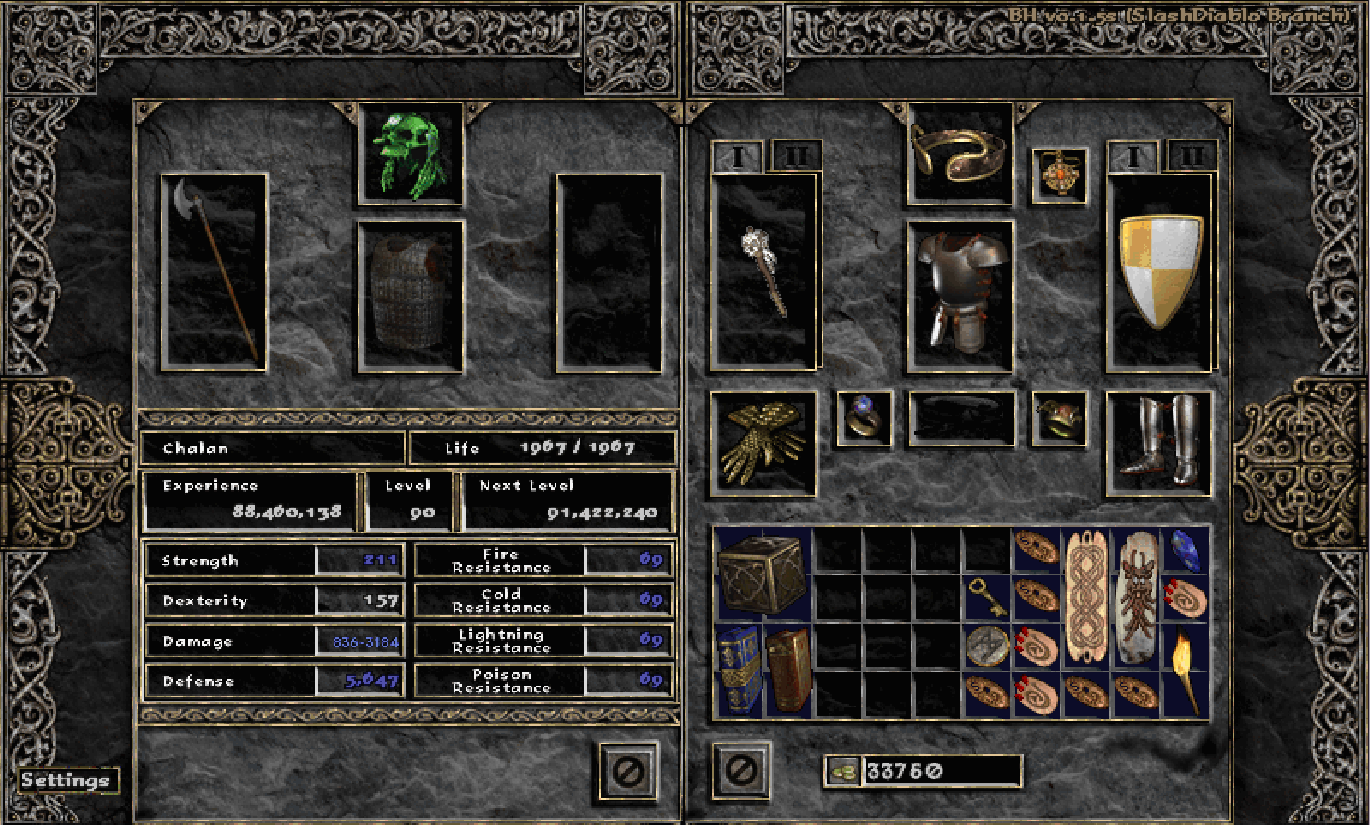 BH v0.1.5s (SlashDiablo Branch)
I II
I II
Chalan
Life 1967 / 1967
Experience
88,460,138
Level
90
Next Level
91,422,240
Strength 211
Fire Resistance 69
Dexterity 157
Cold Resistance 69
Damage 836-3184
Lightning Resistance 69
Defense 5,647
Poison Resistance 69
33760
Settings